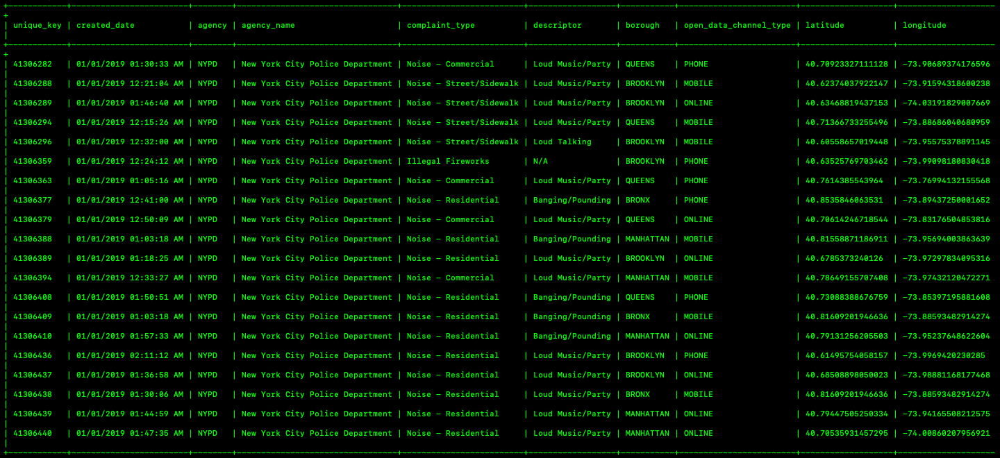 +------------+------------------------+--------+---------------------------------+-------------------------+------------------+-----------+------------------------+-------------------+--------------------
+
| unique_key | created_date           | agency | agency_name                     | complaint_type          | descriptor       | borough   | open_data_channel_type | latitude          | longitude
|
+------------+------------------------+--------+---------------------------------+-------------------------+------------------+-----------+------------------------+-------------------+--------------------
+
| 41306282   | 01/01/2019 01:30:33 AM | NYPD   | New York City Police Department | Noise - Commercial      | Loud Music/Party | QUEENS    | PHONE                  | 40.70923327111128 | -73.90689374176596
|
| 41306288   | 01/01/2019 12:21:04 AM | NYPD   | New York City Police Department | Noise - Street/Sidewalk | Loud Music/Party | BROOKLYN  | MOBILE                 | 40.62374037922147 | -73.91594318600238
|
| 41306289   | 01/01/2019 01:46:40 AM | NYPD   | New York City Police Department | Noise - Street/Sidewalk | Loud Music/Party | BROOKLYN  | ONLINE                 | 40.63468819437153 | -74.03191829007669
|
| 41306294   | 01/01/2019 12:15:26 AM | NYPD   | New York City Police Department | Noise - Street/Sidewalk | Loud Music/Party | QUEENS    | MOBILE                 | 40.71366733255496 | -73.88686040680959
|
| 41306296   | 01/01/2019 12:32:00 AM | NYPD   | New York City Police Department | Noise - Street/Sidewalk | Loud Talking     | BROOKLYN  | MOBILE                 | 40.60558657019448 | -73.95575378891145
|
| 41306359   | 01/01/2019 12:24:12 AM | NYPD   | New York City Police Department | Illegal Fireworks       | N/A              | BROOKLYN  | PHONE                  | 40.63525769703462 | -73.99098180830418
|
| 41306363   | 01/01/2019 01:05:16 AM | NYPD   | New York City Police Department | Noise - Commercial      | Loud Music/Party | QUEENS    | PHONE                  | 40.7614385543964  | -73.76994132155568
|
| 41306377   | 01/01/2019 12:41:00 AM | NYPD   | New York City Police Department | Noise - Residential     | Banging/Pounding | BRONX     | PHONE                  | 40.8535846063531  | -73.89437250001652
|
| 41306379   | 01/01/2019 12:50:09 AM | NYPD   | New York City Police Department | Noise - Commercial      | Loud Music/Party | QUEENS    | ONLINE                 | 40.70614246718544 | -73.83176504853816
|
| 41306388   | 01/01/2019 01:03:18 AM | NYPD   | New York City Police Department | Noise - Residential     | Banging/Pounding | MANHATTAN | MOBILE                 | 40.81558871186911 | -73.95694003863639
|
| 41306389   | 01/01/2019 01:18:25 AM | NYPD   | New York City Police Department | Noise - Residential     | Loud Music/Party | BROOKLYN  | ONLINE                 | 40.6785373240126  | -73.97297834095316
|
| 41306394   | 01/01/2019 12:33:27 AM | NYPD   | New York City Police Department | Noise - Commercial      | Loud Music/Party | MANHATTAN | MOBILE                 | 40.78649155707408 | -73.97432120472271
|
| 41306408   | 01/01/2019 01:50:51 AM | NYPD   | New York City Police Department | Noise - Residential     | Banging/Pounding | QUEENS    | PHONE                  | 40.73088388676759 | -73.85397195881608
|
| 41306409   | 01/01/2019 01:03:18 AM | NYPD   | New York City Police Department | Noise - Residential     | Banging/Pounding | BRONX     | MOBILE                 | 40.81609201946636 | -73.88593482914274
|
| 41306410   | 01/01/2019 01:57:33 AM | NYPD   | New York City Police Department | Noise - Residential     | Banging/Pounding | MANHATTAN | ONLINE                 | 40.79131256205503 | -73.95237648622604
|
| 41306436   | 01/01/2019 02:11:12 AM | NYPD   | New York City Police Department | Noise - Residential     | Loud Music/Party | BROOKLYN  | PHONE                  | 40.61495754058157 | -73.9969420230285
|
| 41306437   | 01/01/2019 01:36:58 AM | NYPD   | New York City Police Department | Noise - Residential     | Loud Music/Party | BROOKLYN  | ONLINE                 | 40.68508898050023 | -73.98881168177468
|
| 41306438   | 01/01/2019 01:30:06 AM | NYPD   | New York City Police Department | Noise - Residential     | Loud Music/Party | BRONX     | MOBILE                 | 40.81609201946636 | -73.88593482914274
|
| 41306439   | 01/01/2019 01:44:59 AM | NYPD   | New York City Police Department | Noise - Residential     | Loud Music/Party | MANHATTAN | ONLINE                 | 40.79447505250334 | -73.94165508212575
|
| 41306440   | 01/01/2019 01:47:35 AM | NYPD   | New York City Police Department | Noise - Residential     | Loud Music/Party | MANHATTAN | ONLINE                 | 40.70535931457295 | -74.00860207956921
|
+------------+------------------------+--------+---------------------------------+-------------------------+------------------+-----------+------------------------+-------------------+--------------------